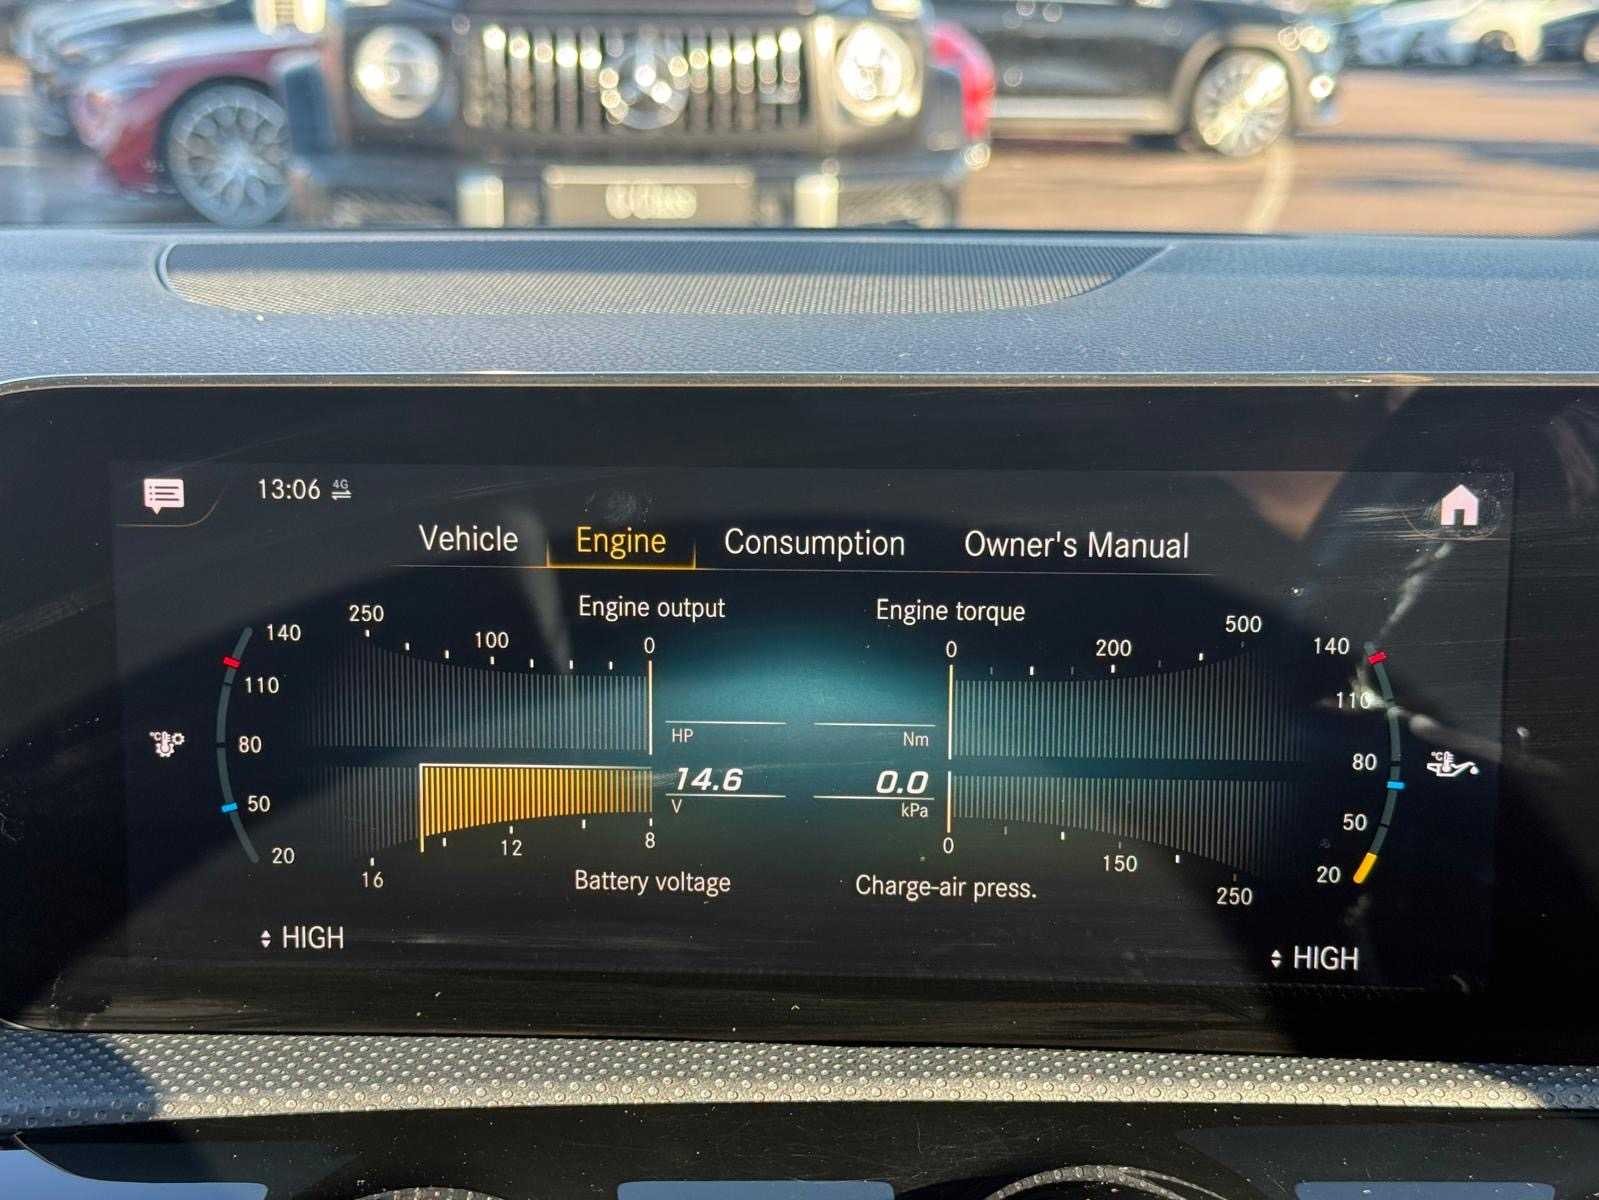 13:06 4G
Vehicle Engine Consumption Owner's Manual
Engine output Engine torque
250 100 0 0 200 500
140 110 80 50 20
°C
HP Nm
14.6 0.0
V kPa
16 12 8 0 150 250
Battery voltage Charge-air press.
140 110 80 50 20
°C
HIGH HIGH